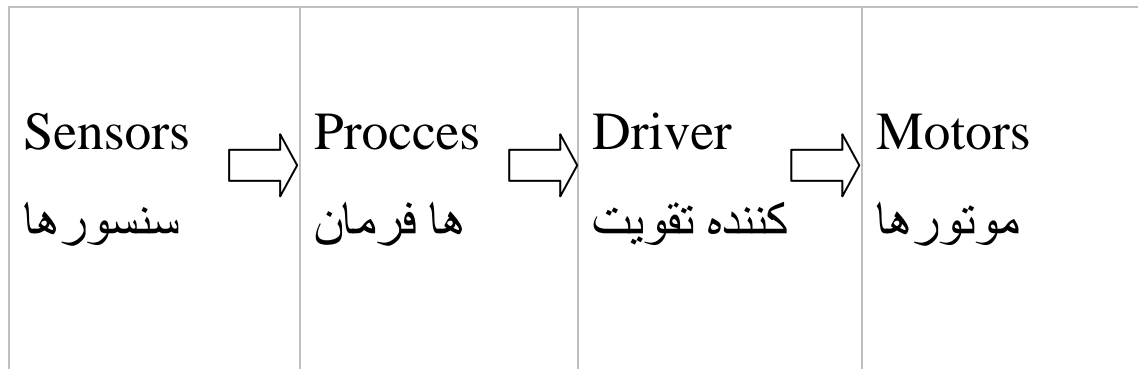 Sensors
سنسورها
Procces
ها فرمان
Driver
کننده تقویت
Motors
موتورها